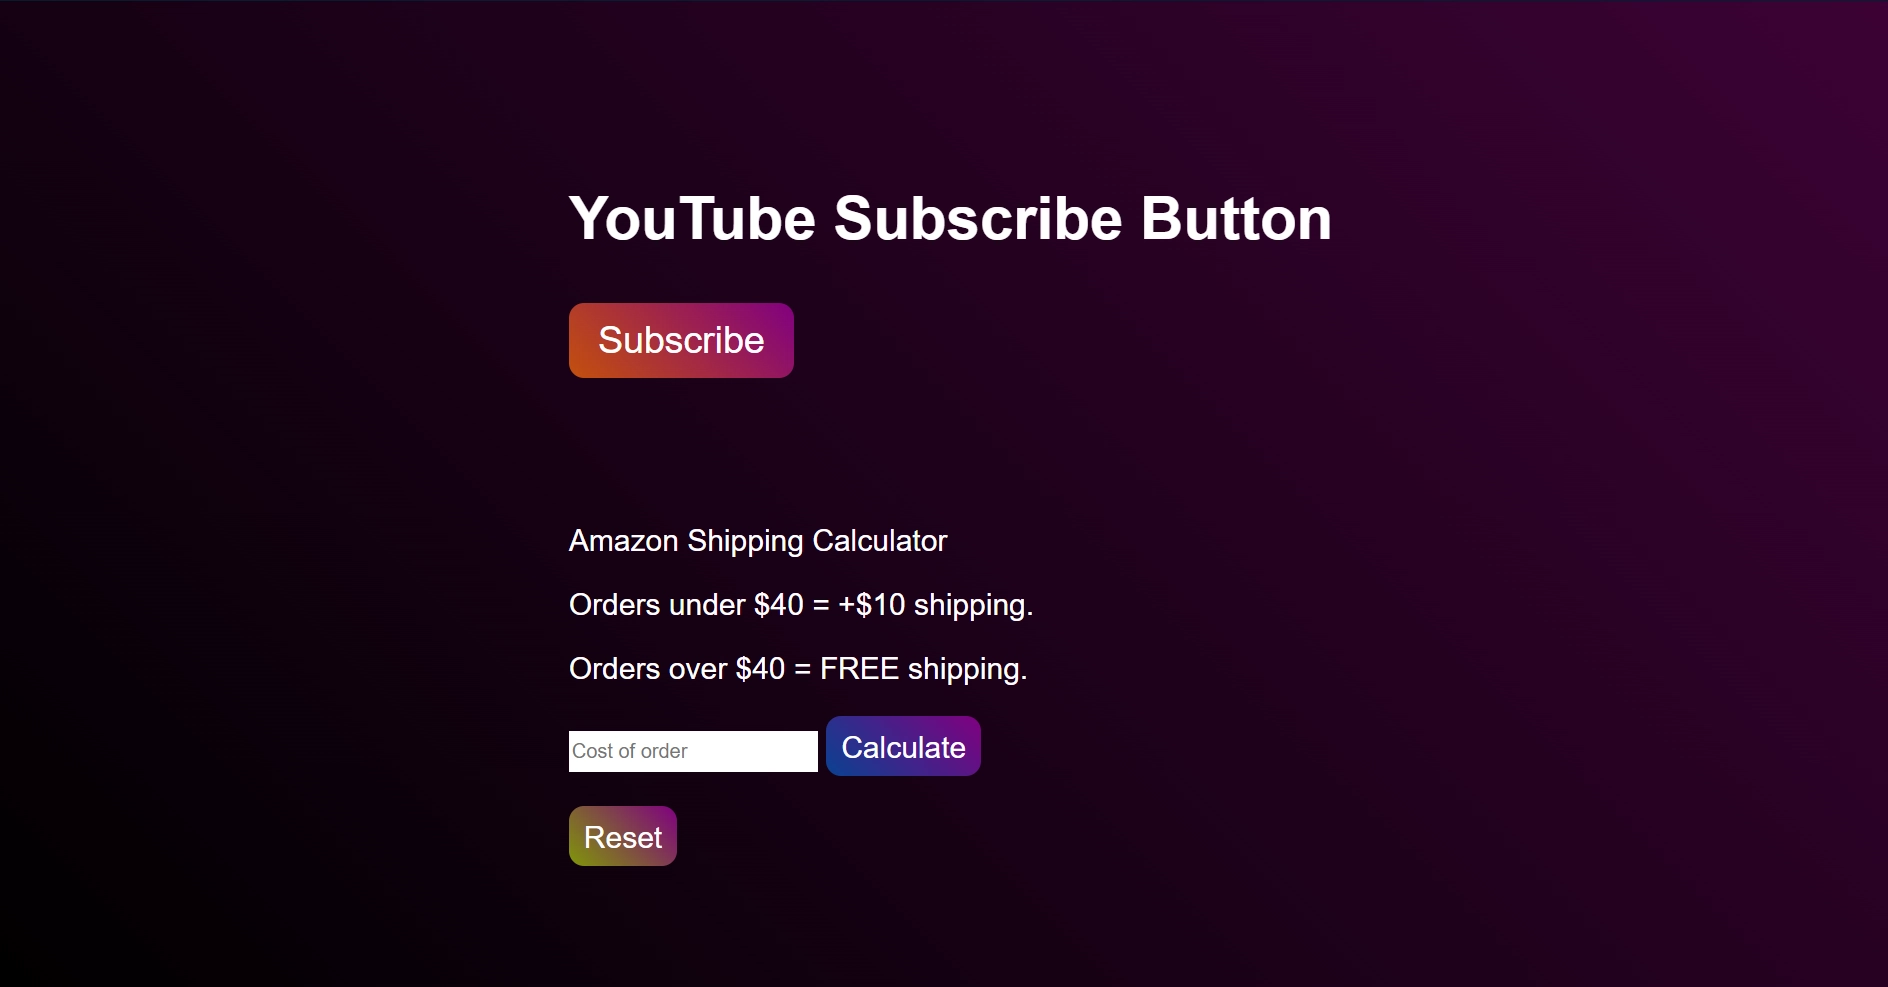 YouTube Subscribe Button
Subscribe
Amazon Shipping Calculator
Orders under $40 = +$10 shipping.
Orders over $40 = FREE shipping.
Cost of order
Calculate
Reset